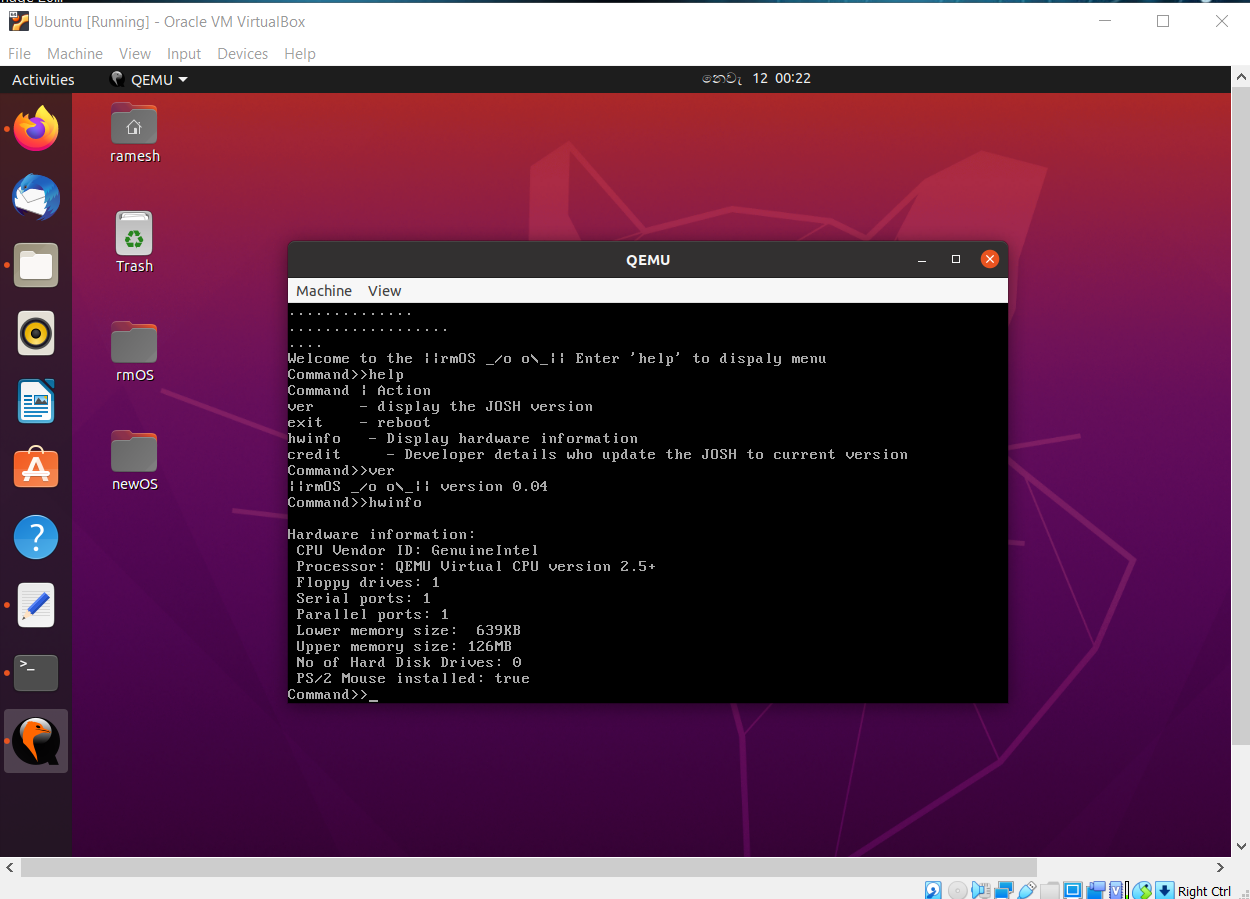 Ubuntu [Running] - Oracle VM VirtualBox
File Machine View Input Devices Help
Activities QEMU නොවැ 12 00:22
ramesh
Trash
rmOS
newOS
QEMU
Machine View
..............
..................
....
Welcome to the ||rmOS _/o o\_|| Enter 'help' to dispaly menu
Command>>help
Command | Action
ver     - display the JOSH version
exit    - reboot
hwinfo   - Display hardware information
credit     - Developer details who update the JOSH to current version
Command>>ver
||rmOS _/o o\_|| version 0.04
Command>>hwinfo
Hardware information:
CPU Vendor ID: GenuineIntel
Processor: QEMU Virtual CPU version 2.5+
Floppy drives: 1
Serial ports: 1
Parallel ports: 1
Lower memory size:  639KB
Upper memory size: 126MB
No of Hard Disk Drives: 0
PS/2 Mouse installed: true
Command>>_
Right Ctrl